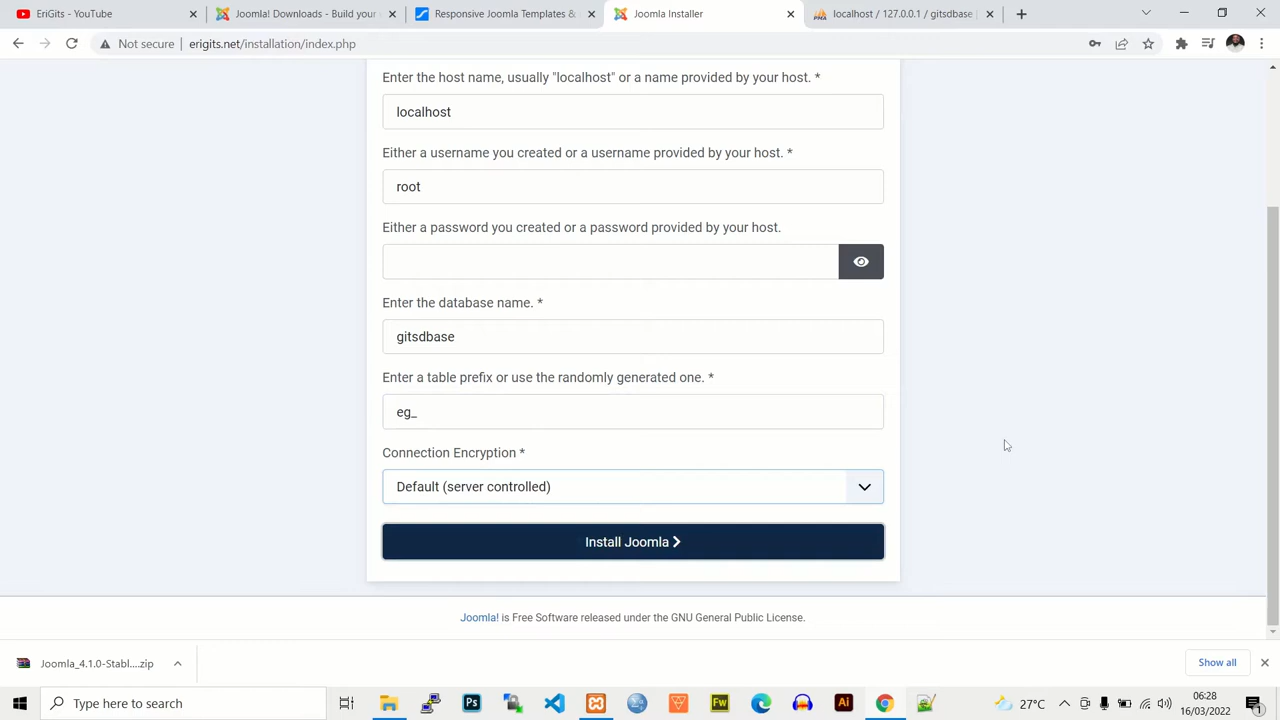 EriGits - YouTube
Joomla! Downloads - Build your
Responsive Joomla Templates &
Joomla Installer
localhost / 127.0.0.1 / gitsdbase
Not secure
erigits.net/installation/index.php
Enter the host name, usually "localhost" or a name provided by your host. *
localhost
Either a username you created or a username provided by your host. *
root
Either a password you created or a password provided by your host.
Enter the database name. *
gitsdbase
Enter a table prefix or use the randomly generated one. *
eg_
Connection Encryption *
Default (server controlled)
Install Joomla
Joomla! is Free Software released under the GNU General Public License.
Joomla_4.1.0-Stabl....zip
Show all
Type here to search
Ps
Fw
Ai
27°C
06:28
16/03/2022
1